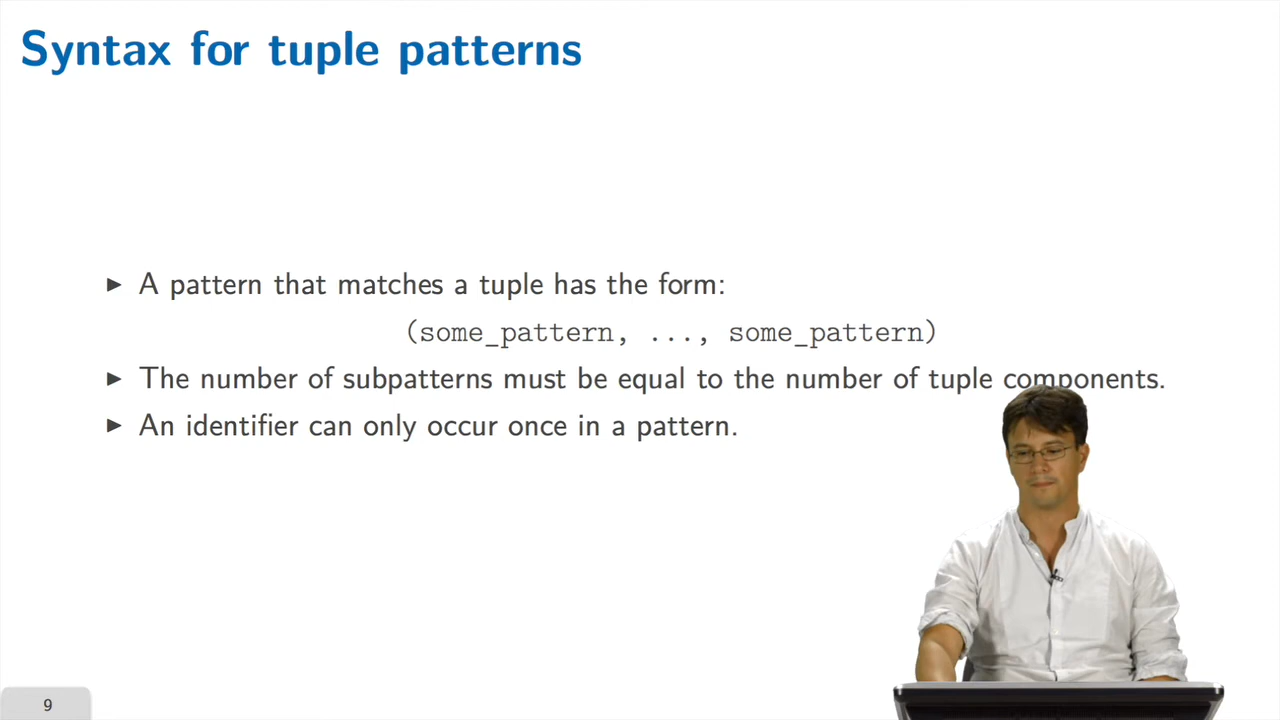 Syntax for tuple patterns
▶ A pattern that matches a tuple has the form:
(some_pattern, ..., some_pattern)
▶ The number of subpatterns must be equal to the number of tuple components.
▶ An identifier can only occur once in a pattern.
9